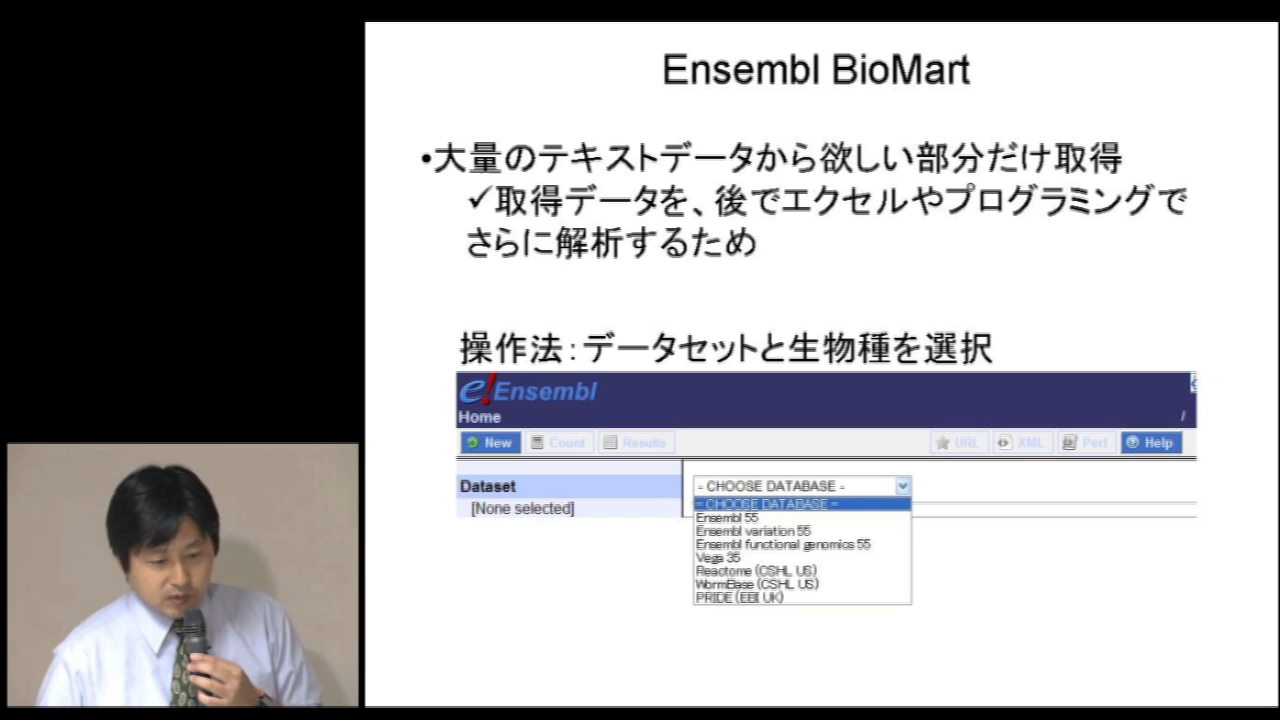 Ensembl BioMart
•大量のテキストデータから欲しい部分だけ取得
✓取得データを、後でエクセルやプログラミングで
さらに解析するため
操作法:データセットと生物種を選択
e!Ensembl
Home /
New Count Results URL XML Perl Help
Dataset
[None selected]
- CHOOSE DATABASE -
- CHOOSE DATABASE -
Ensembl 55
Ensembl variation 55
Ensembl functional genomics 55
Vega 35
Reactome (CSHL US)
WormBase (CSHL US)
PRIDE (EBI UK)